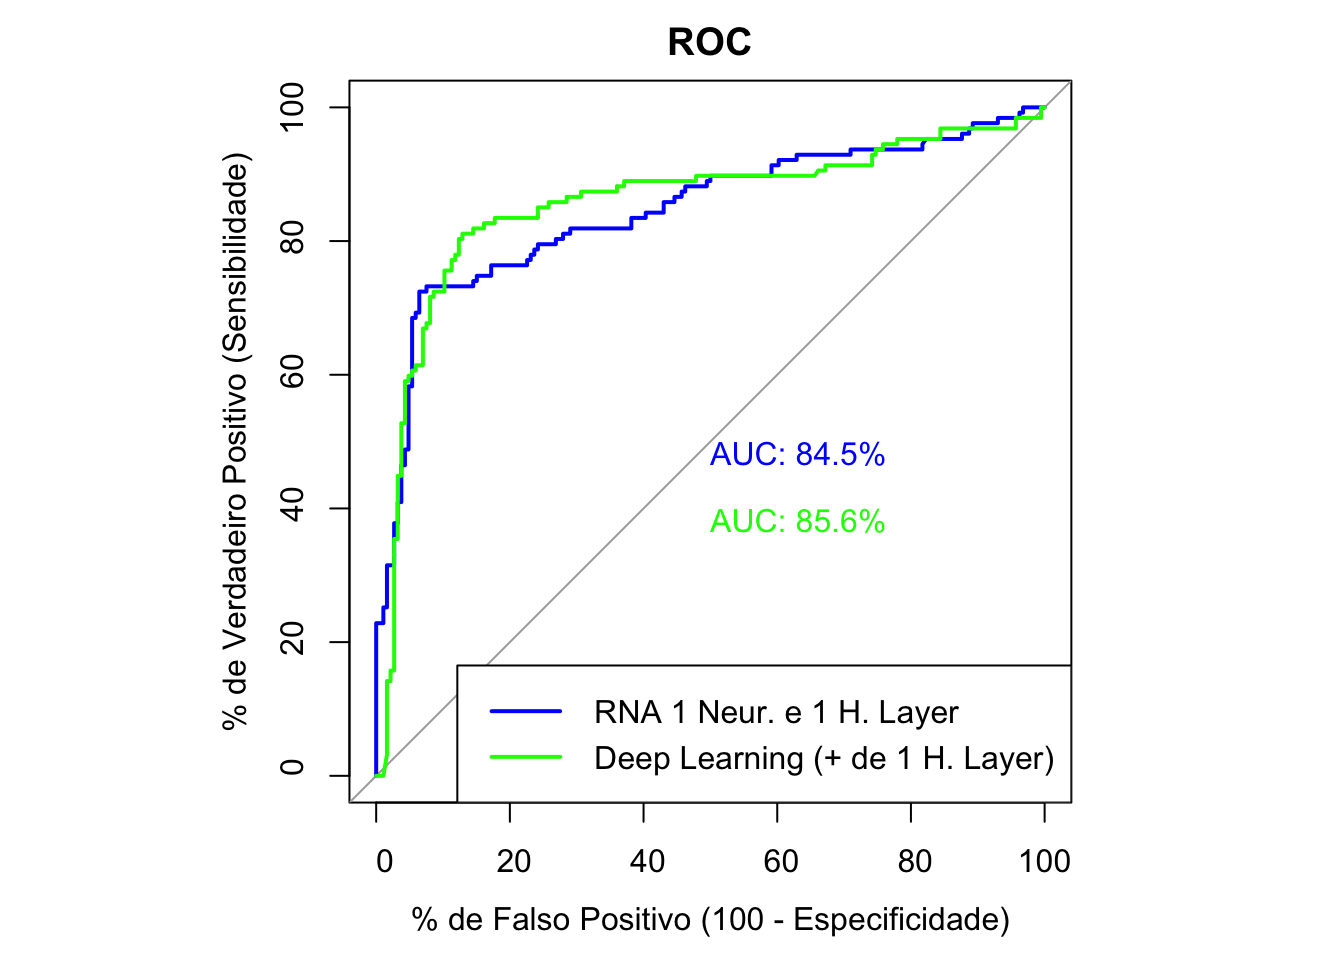 ROC
% de Verdadeiro Positivo (Sensibilidade)
100
80
60
40
20
0
AUC: 84.5%
AUC: 85.6%
RNA 1 Neur. e 1 H. Layer
Deep Learning (+ de 1 H. Layer)
0 20 40 60 80 100
% de Falso Positivo (100 - Especificidade)